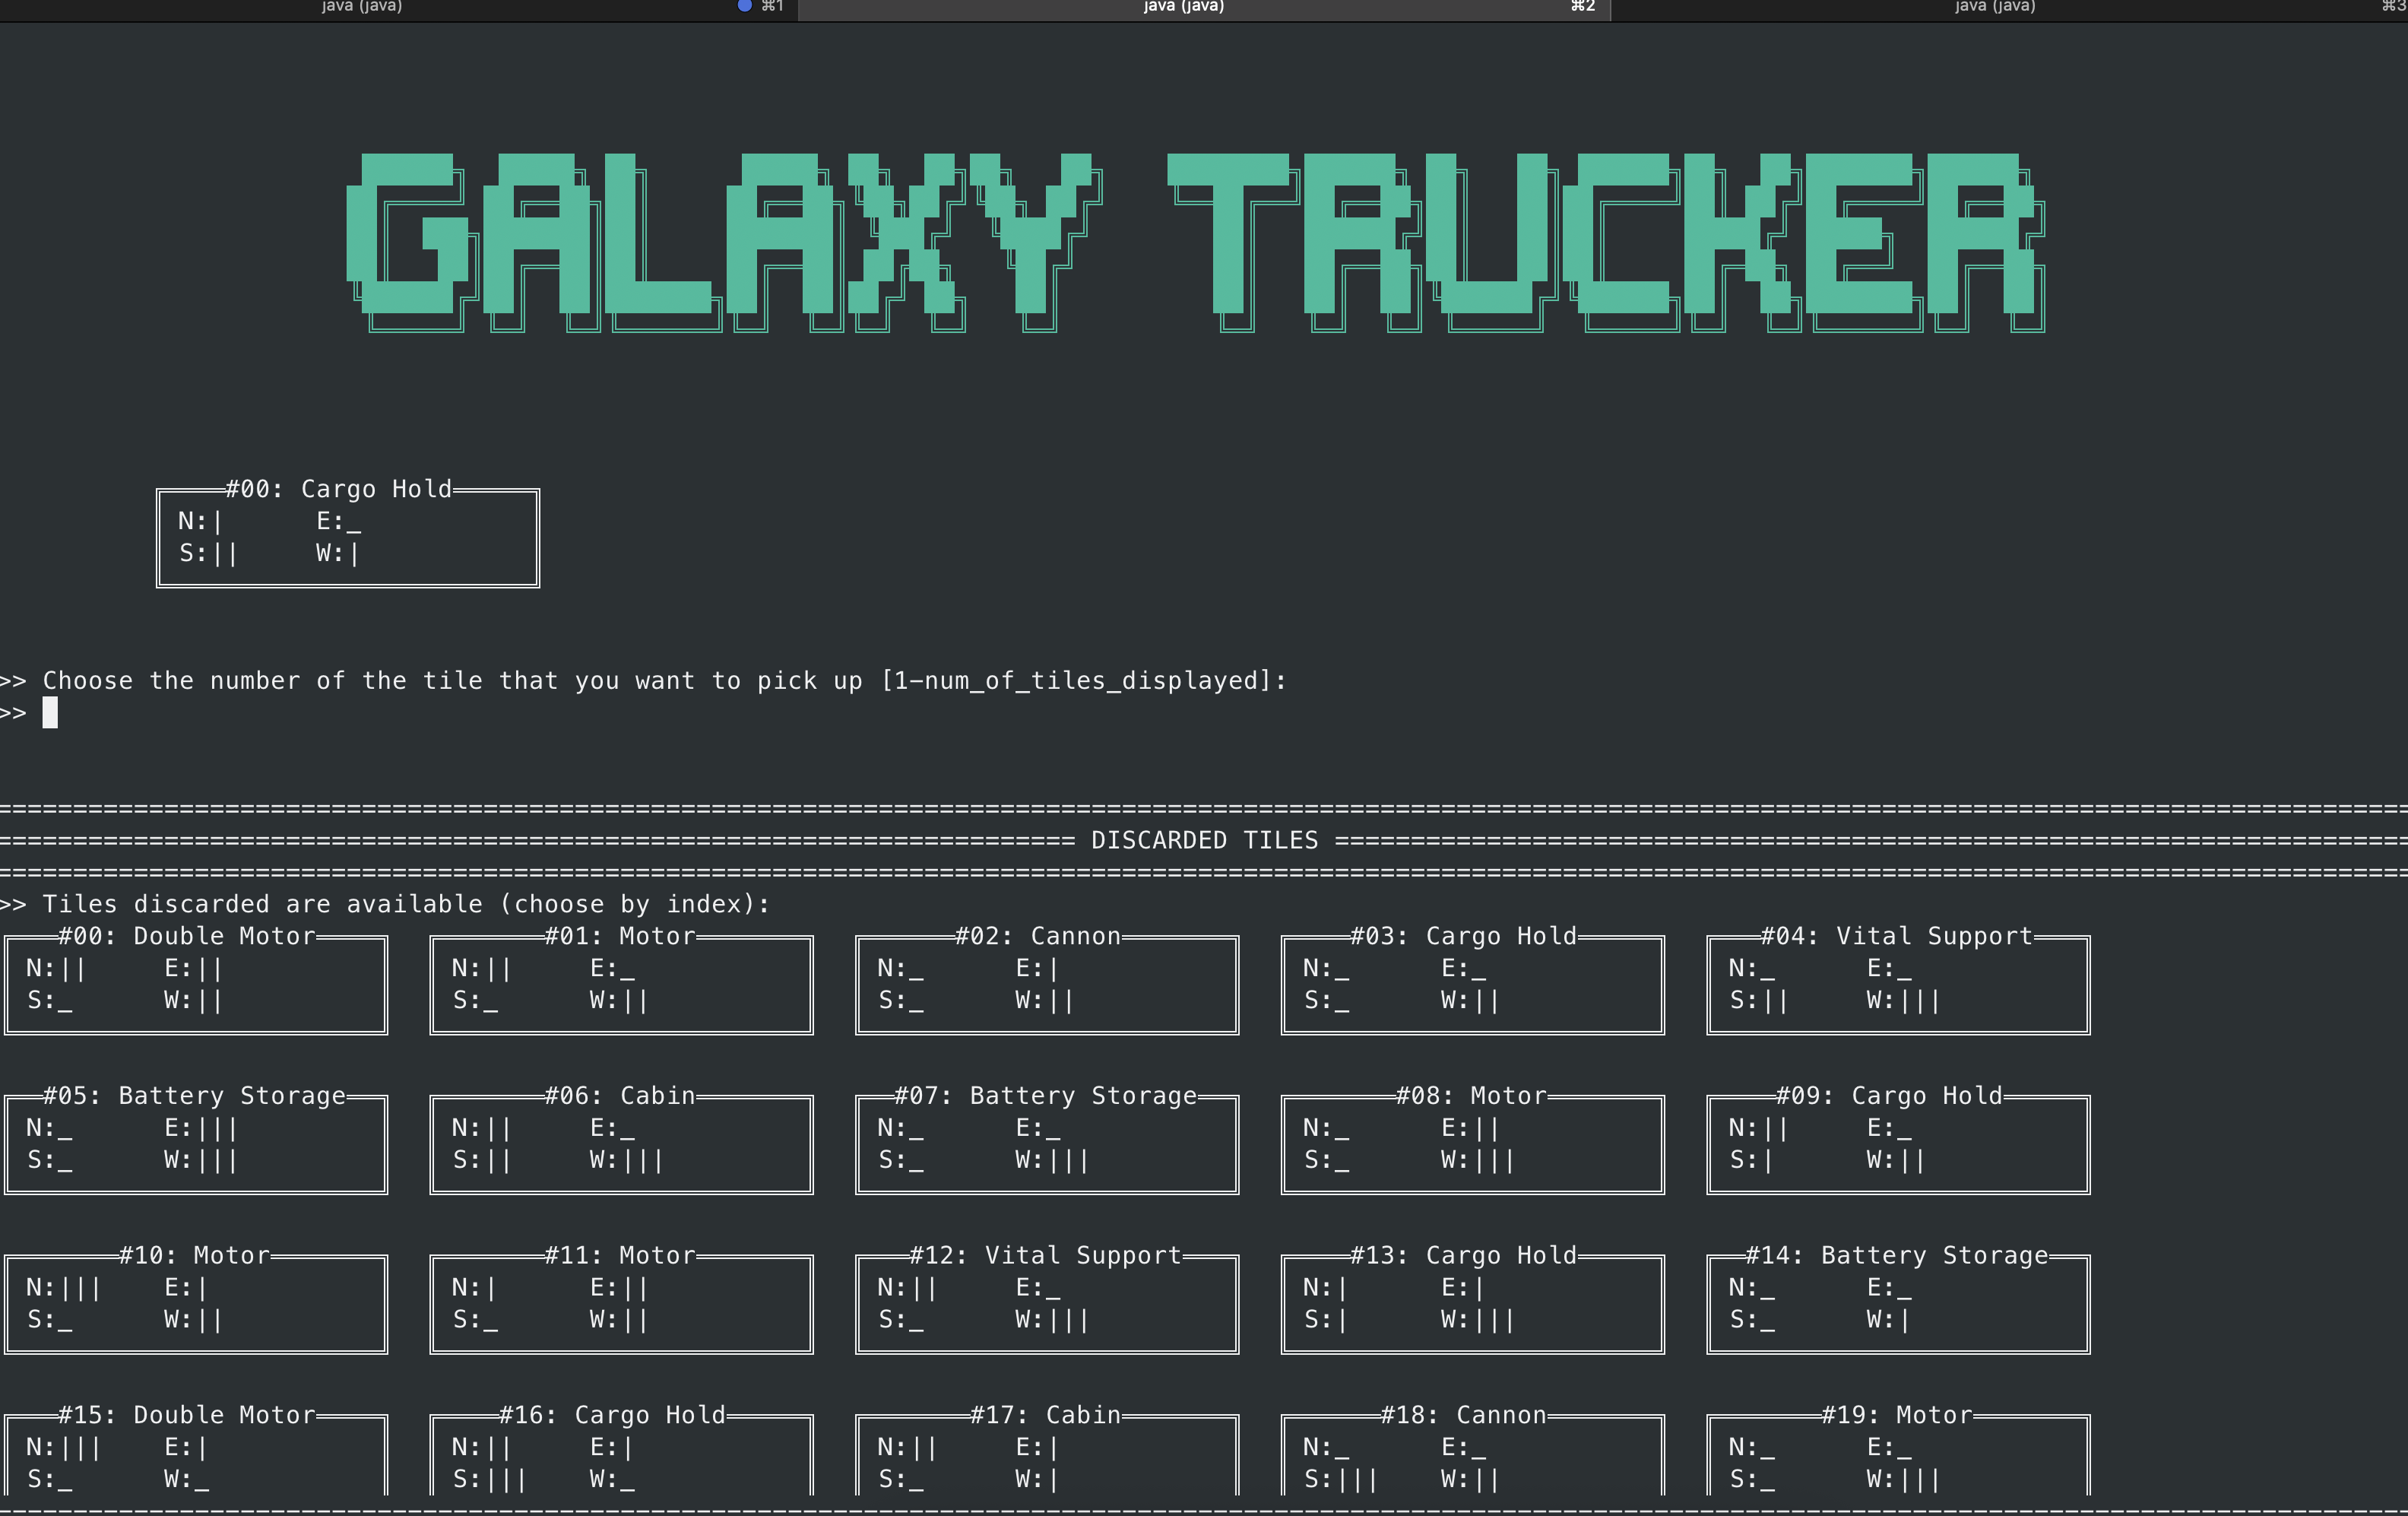 java (java) ⌘1 java (java) ⌘2 java (java) ⌘3
GALAXY TRUCKER
#00: Cargo Hold
N:| E:_
S:|| W:|
>> Choose the number of the tile that you want to pick up [1-num_of_tiles_displayed]:
>>
DISCARDED TILES
>> Tiles discarded are available (choose by index):
#00: Double Motor #01: Motor #02: Cannon #03: Cargo Hold #04: Vital Support
N:|| E:|| N:|| E:_ N:_ E:| N:_ E:_ N:_ E:_
S:_ W:|| S:_ W:|| S:_ W:|| S:_ W:|| S:|| W:|||
#05: Battery Storage #06: Cabin #07: Battery Storage #08: Motor #09: Cargo Hold
N:_ E:||| N:|| E:_ N:_ E:_ N:_ E:|| N:|| E:_
S:_ W:||| S:|| W:||| S:_ W:||| S:_ W:||| S:| W:||
#10: Motor #11: Motor #12: Vital Support #13: Cargo Hold #14: Battery Storage
N:||| E:| N:| E:|| N:|| E:_ N:| E:| N:_ E:_
S:_ W:|| S:_ W:|| S:_ W:||| S:| W:||| S:_ W:|
#15: Double Motor #16: Cargo Hold #17: Cabin #18: Cannon #19: Motor
N:||| E:| N:|| E:| N:|| E:| N:_ E:_ N:_ E:_
S:_ W:_ S:||| W:_ S:_ W:| S:||| W:|| S:_ W:|||